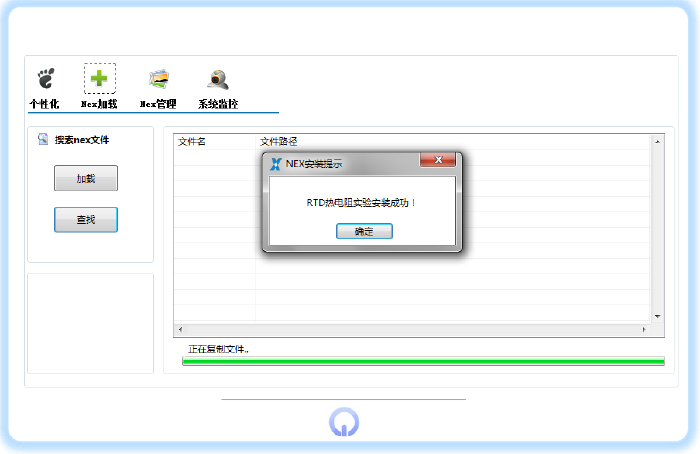 个性化
Nex加载
Nex管理
系统监控
搜索nex文件
加载
查找
文件名
文件路径
NEX安装提示
RTD热电阻实验安装成功！
确定
正在复制文件。